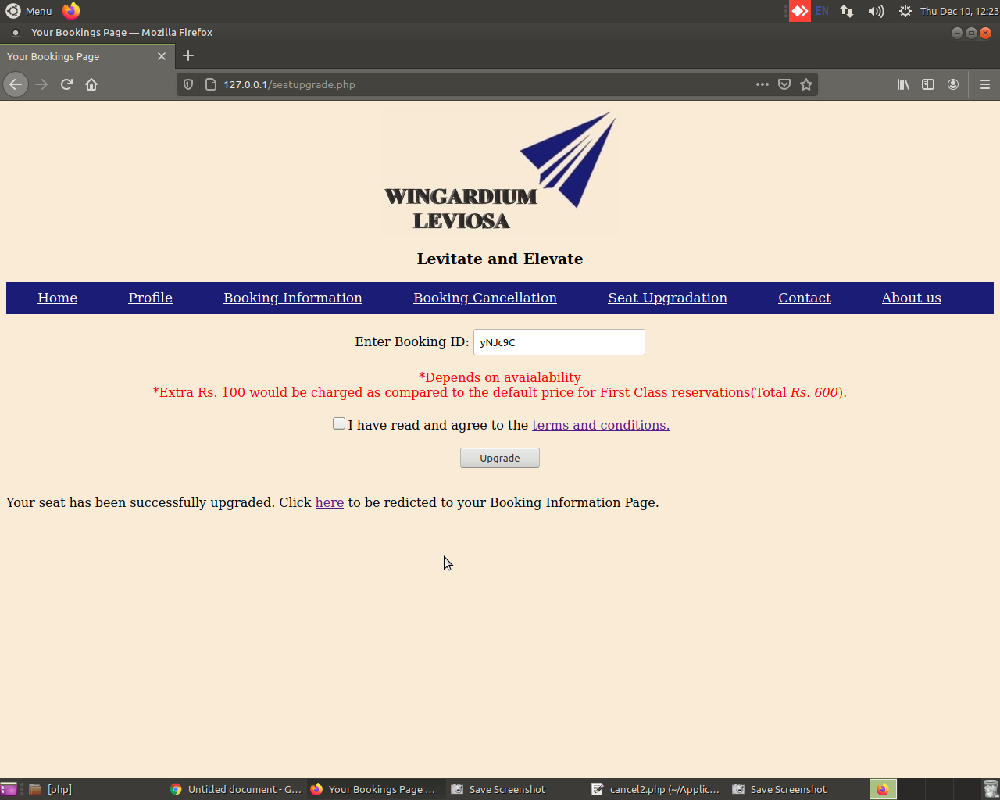 Menu
EN
Thu Dec 10, 12:23
Your Bookings Page — Mozilla Firefox
Your Bookings Page
127.0.0.1/seatupgrade.php
WINGARDIUM
LEVIOSA
Levitate and Elevate
Home Profile Booking Information Booking Cancellation Seat Upgradation Contact About us
Enter Booking ID: yNJc9C
*Depends on avaialability
*Extra Rs. 100 would be charged as compared to the default price for First Class reservations(Total Rs. 600).
I have read and agree to the terms and conditions.
Upgrade
Your seat has been successfully upgraded. Click here to be redicted to your Booking Information Page.
[php] Untitled document - G... Your Bookings Page ... Save Screenshot cancel2.php (~/Applic... Save Screenshot